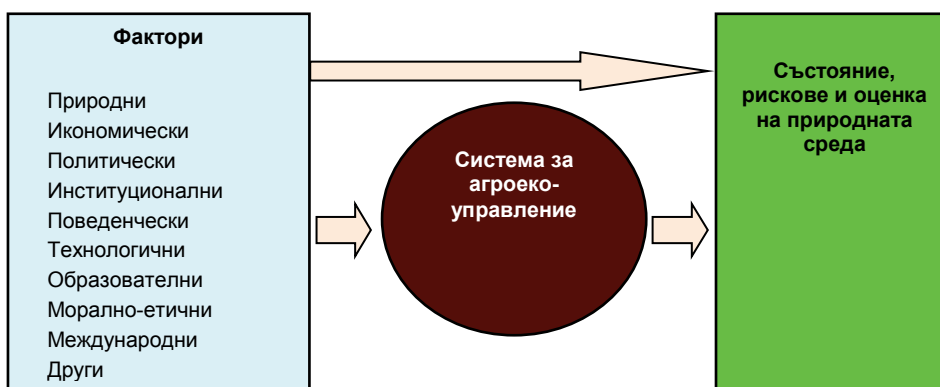 Фактори
Природни
Икономически
Политически
Институционални
Поведенчески
Технологични
Образователни
Морално-етични
Международни
Други
Система за
агроеко-
управление
Състояние,
рискове и оценка
на природната
среда